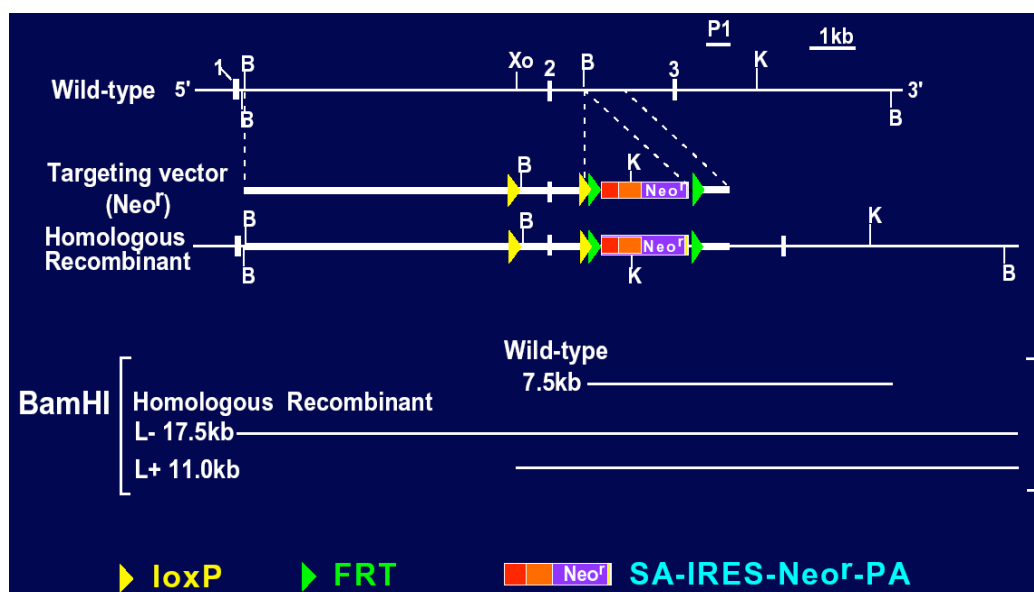 P1
1kb
1
B
Xo
2
B
3
K
Wild-type 5' 3'
B
B
Targeting vector
(Neoʳ)
B
K
Neoʳ
Homologous
Recombinant
B
B
K
Neoʳ
B
K
B
Wild-type
7.5kb
BamHI
Homologous Recombinant
L- 17.5kb
L+ 11.0kb
loxP
FRT
Neoʳ
SA-IRES-Neoʳ-PA